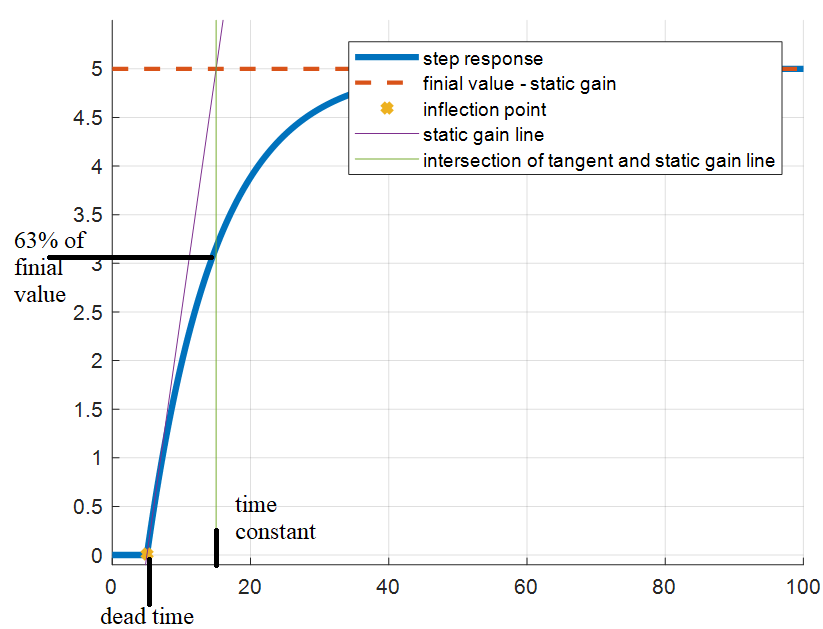 5
4.5
4
3.5
3
2.5
2
1.5
1
0.5
0
63% of
finial
value
step response
finial value - static gain
inflection point
static gain line
intersection of tangent and static gain line
time
constant
0 20 40 60 80 100
dead time